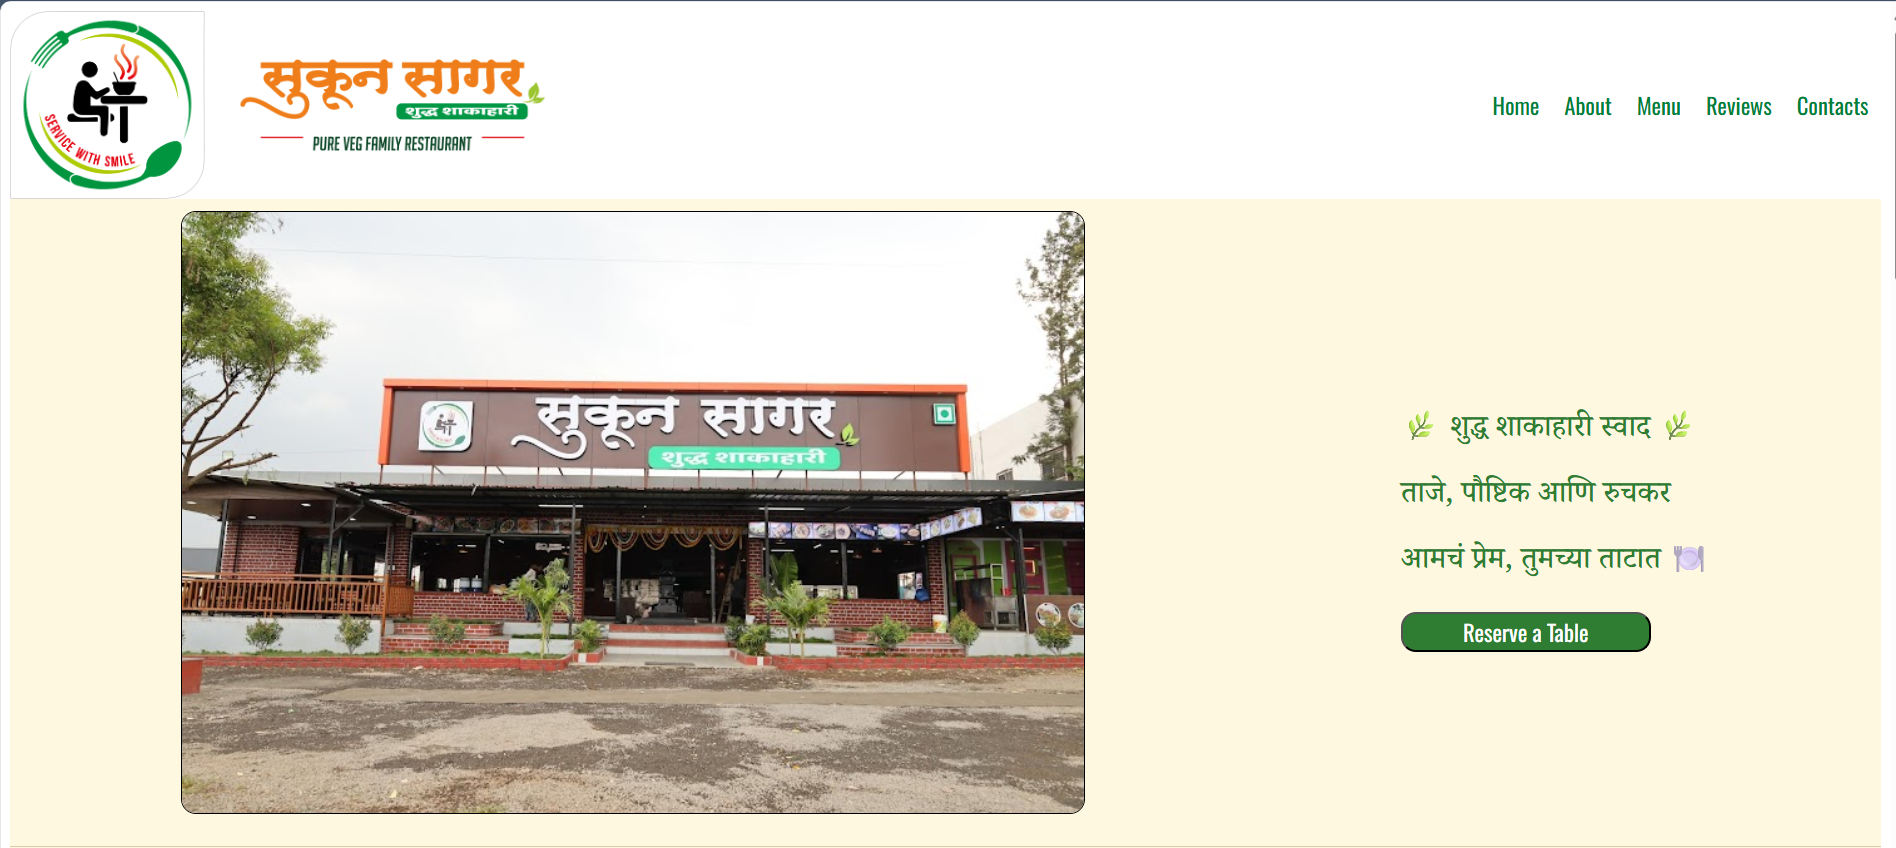 SERVICE WITH SMILE
सुकून सागर
शुद्ध शाकाहारी
PURE VEG FAMILY RESTAURANT
Home About Menu Reviews Contacts
सुकून सागर
शुद्ध शाकाहारी
🌿 शुद्ध शाकाहारी स्वाद 🌿
ताजे, पौष्टिक आणि रुचकर
आमचं प्रेम, तुमच्या ताटात 🍽️
Reserve a Table